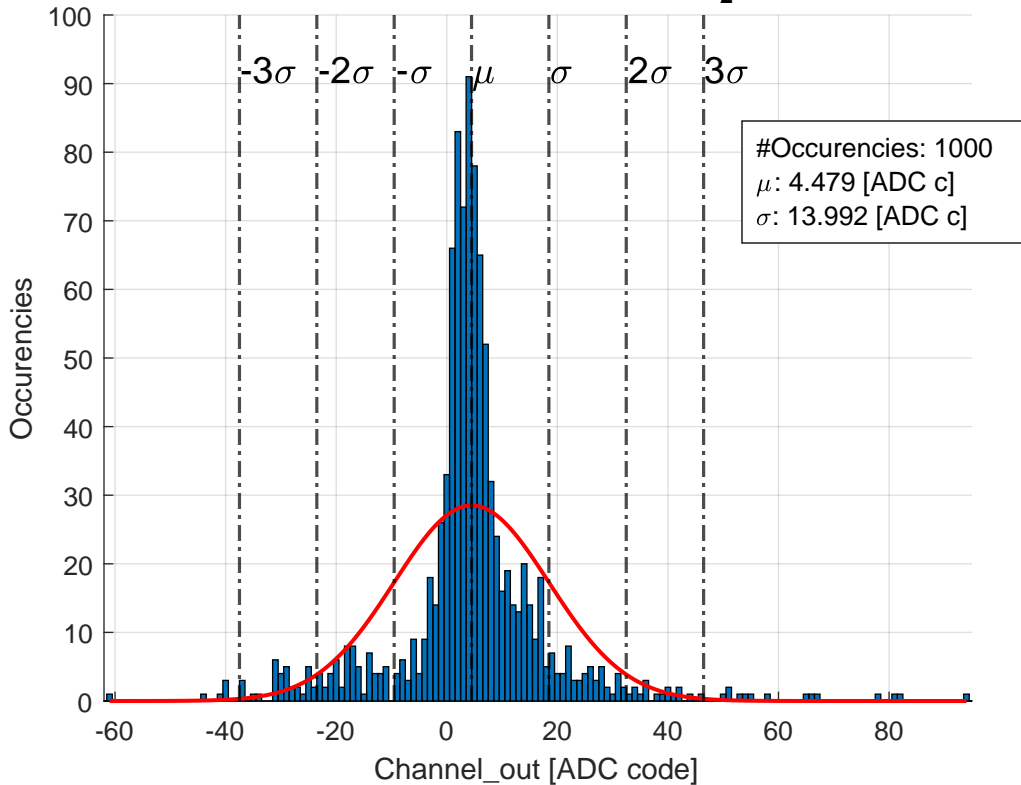 2
-3σ -2σ -σ μ σ 2σ 3σ
#Occurencies: 1000
μ: 4.479 [ADC c]
σ: 13.992 [ADC c]
100
90
80
70
60
50
40
30
20
10
0
Occurencies
-60 -40 -20 0 20 40 60 80
Channel_out [ADC code]